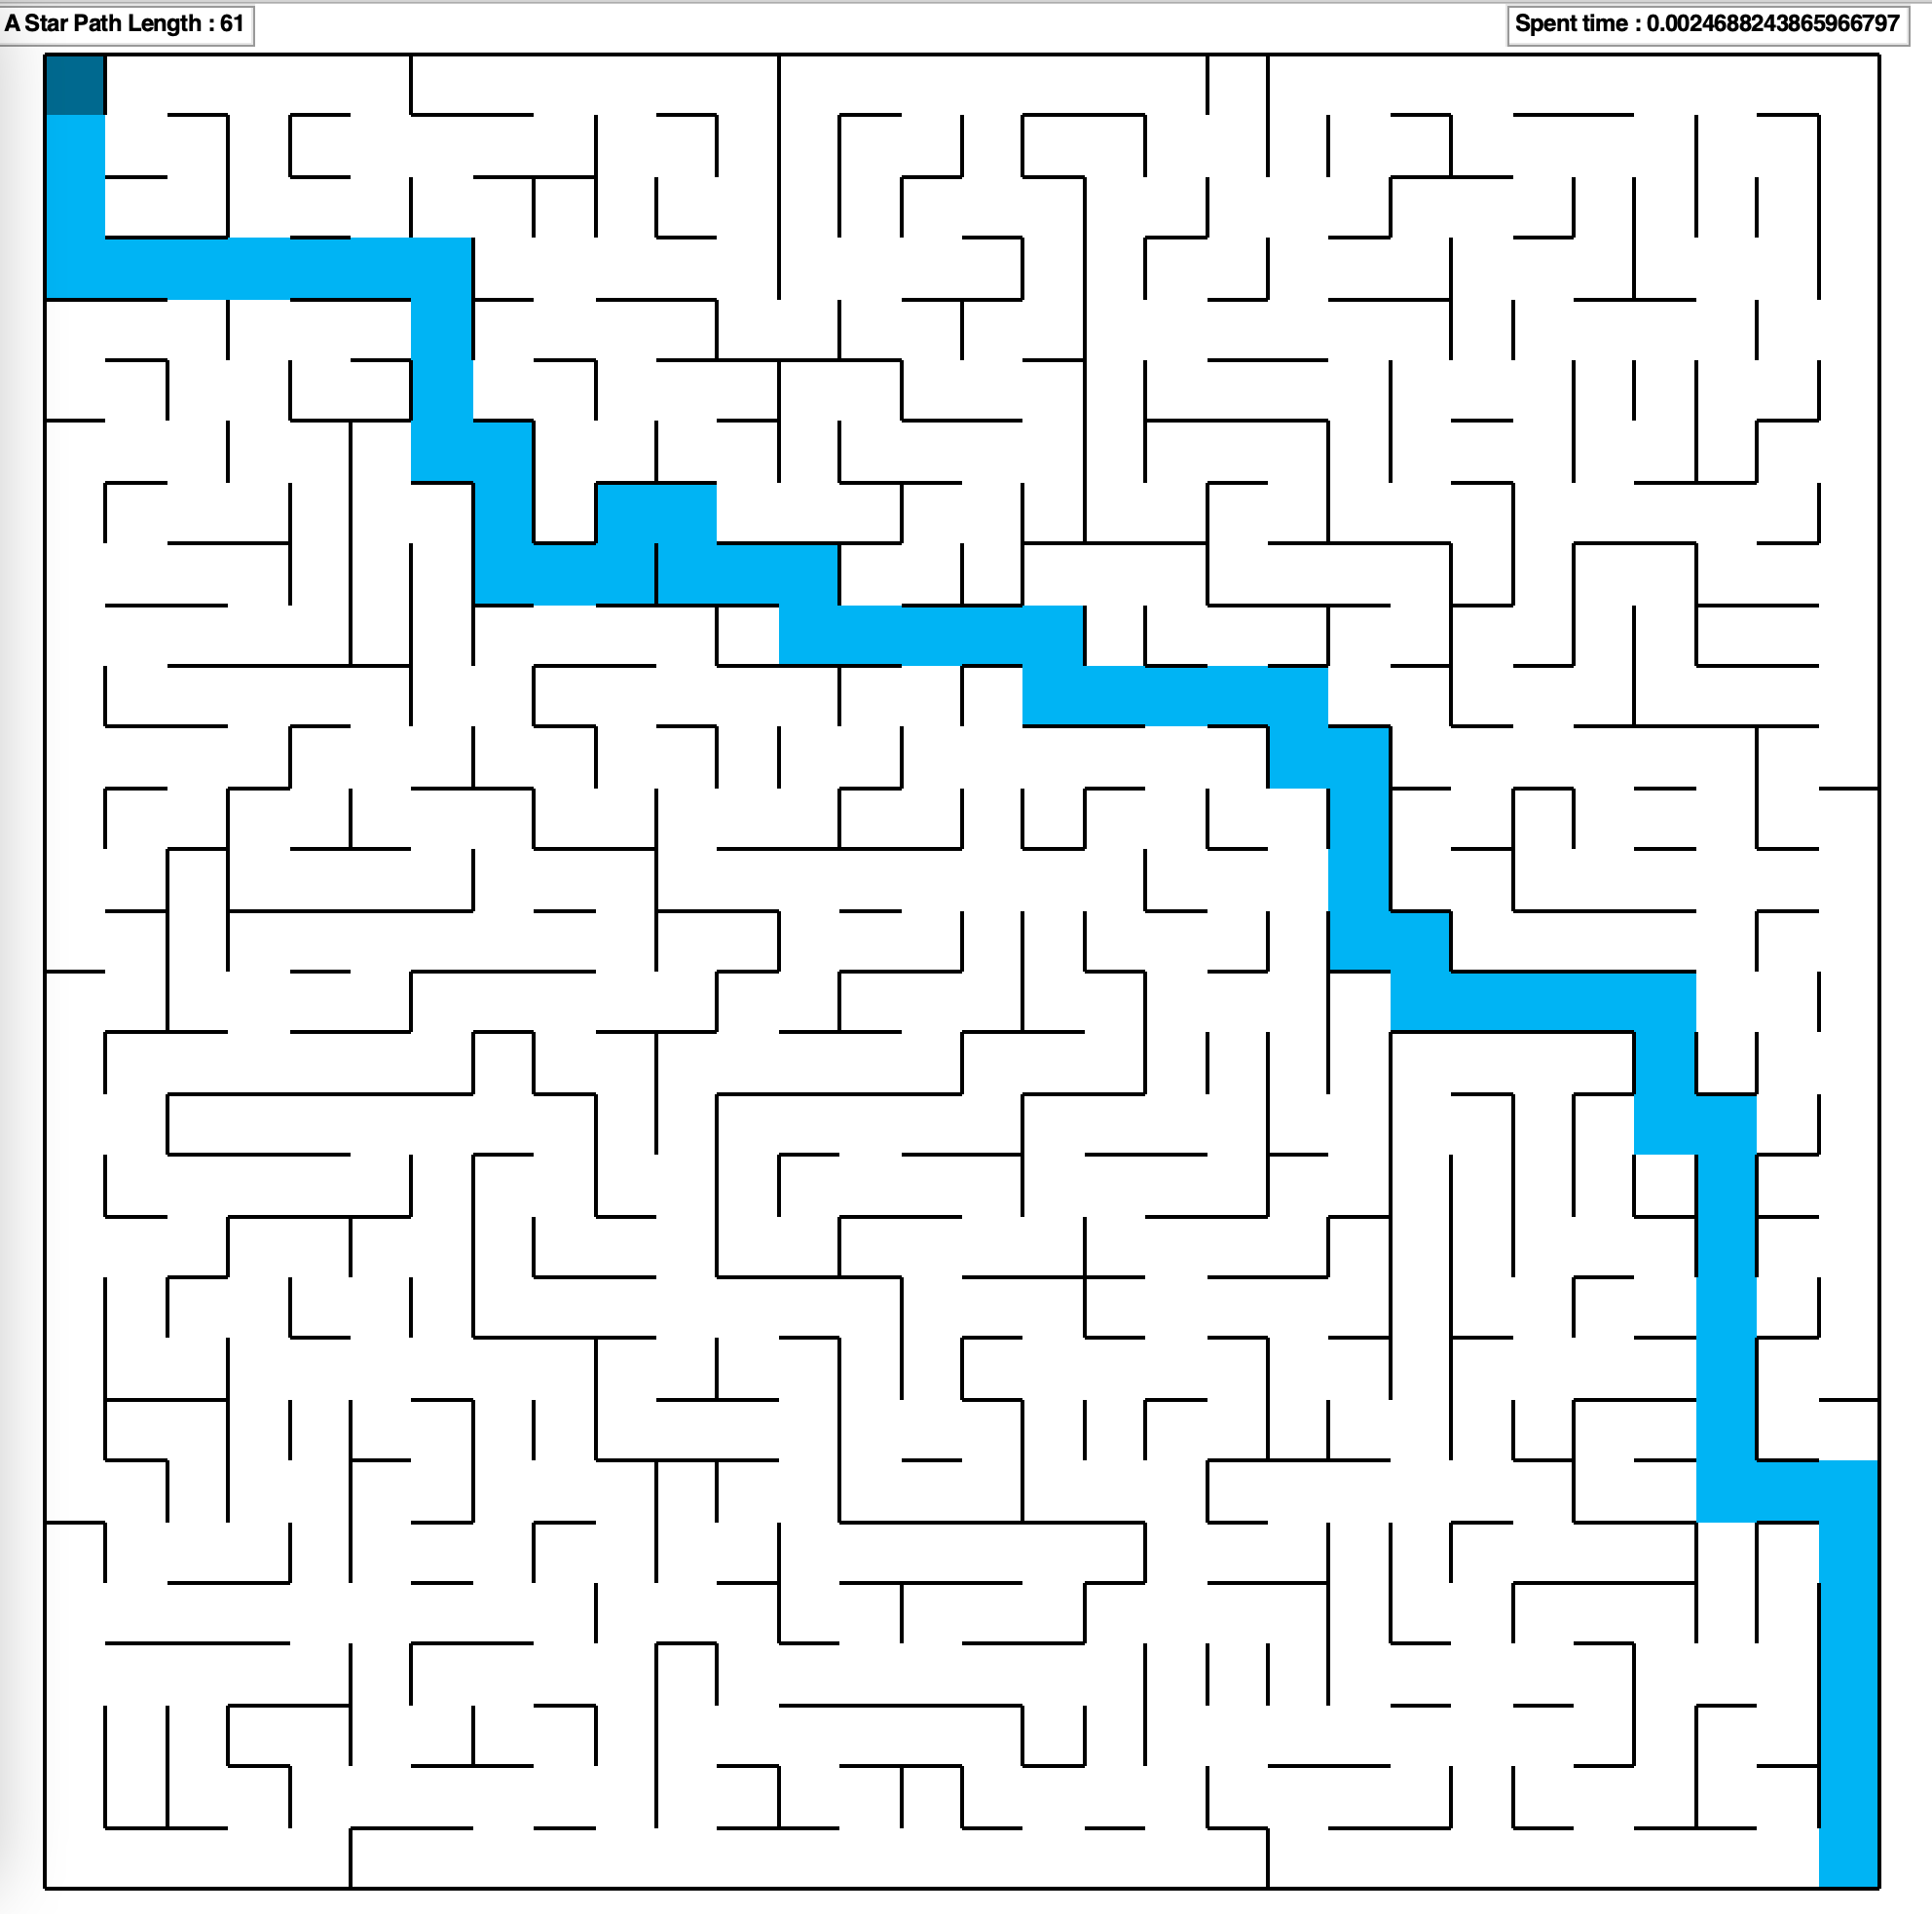 A Star Path Length : 61
Spent time : 0.0024688243865966797